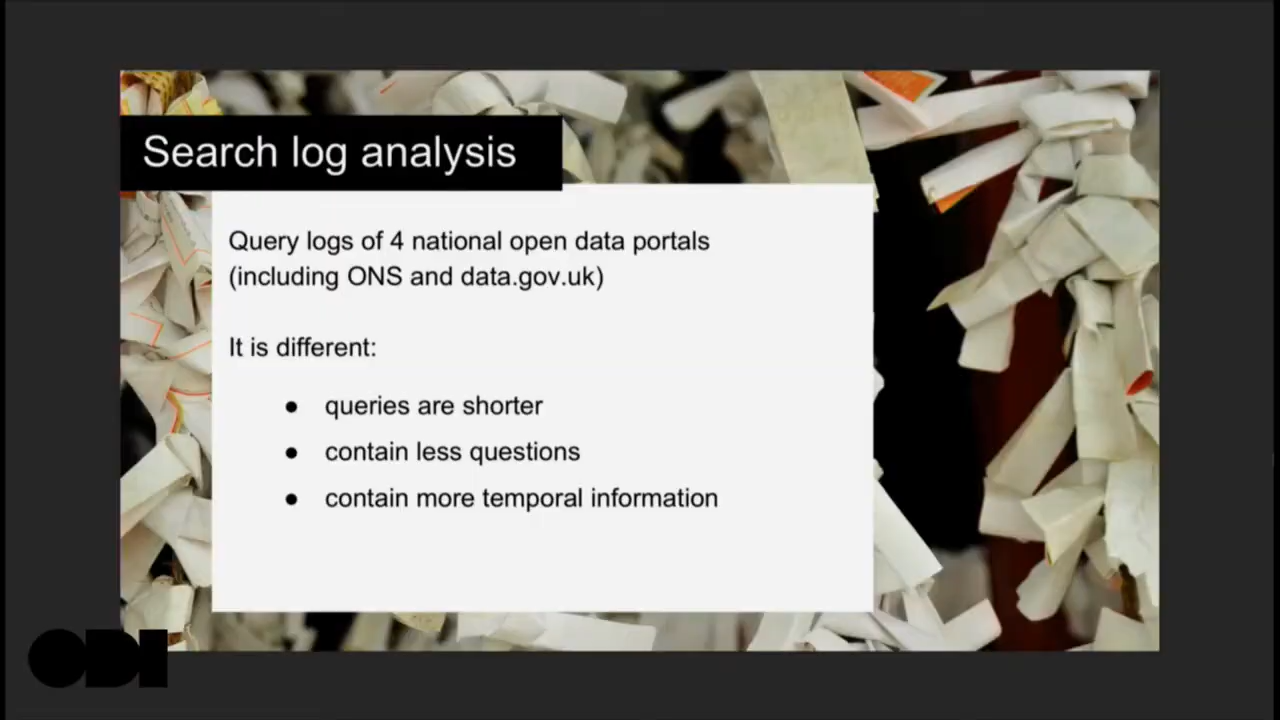 Search log analysis
Query logs of 4 national open data portals
(including ONS and data.gov.uk)
It is different:
● queries are shorter
● contain less questions
● contain more temporal information
ODI